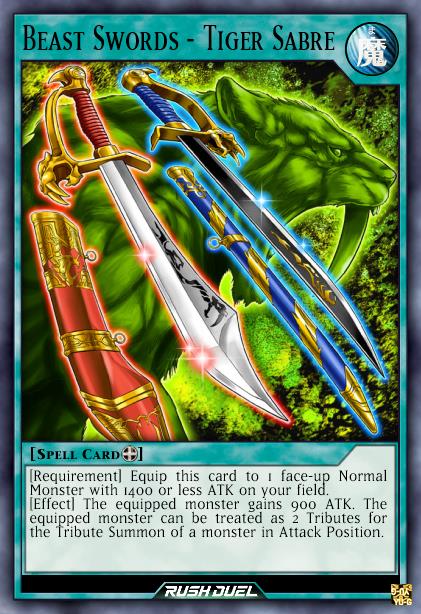 Beast Swords - Tiger Sabre
ま
魔
[Spell Card]
[Requirement] Equip this card to 1 face-up Normal
Monster with 1400 or less ATK on your field.
[Effect] The equipped monster gains 900 ATK. The
equipped monster can be treated as 2 Tributes for
the Tribute Summon of a monster in Attack Position.
RUSH DUEL